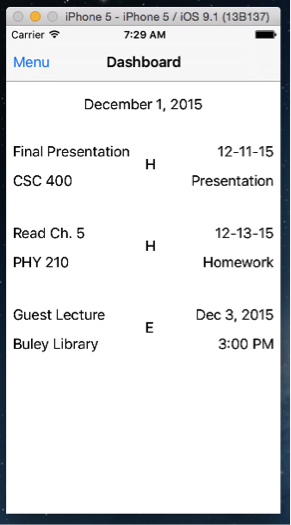 iPhone 5 - iPhone 5 / iOS 9.1 (13B137)
Carrier 7:29 AM
Menu Dashboard
December 1, 2015
Final Presentation 12-11-15
H
CSC 400 Presentation
Read Ch. 5 12-13-15
H
PHY 210 Homework
Guest Lecture Dec 3, 2015
E
Buley Library 3:00 PM